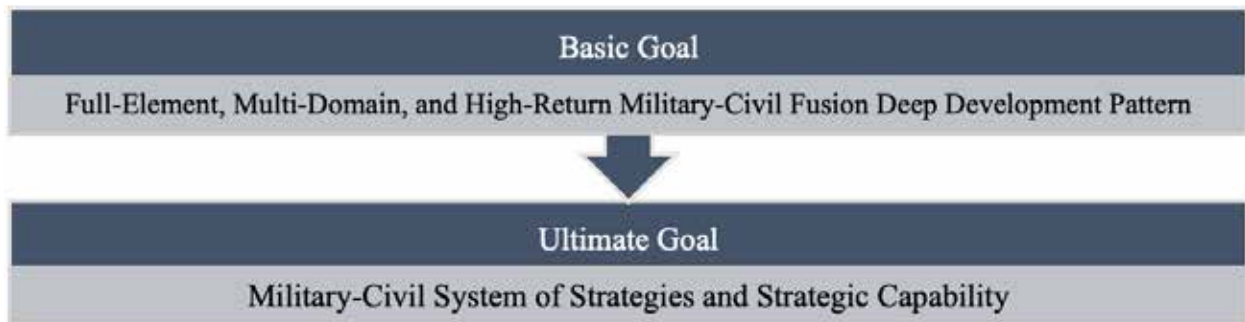 Basic Goal
Full-Element, Multi-Domain, and High-Return Military-Civil Fusion Deep Development Pattern
Ultimate Goal
Military-Civil System of Strategies and Strategic Capability